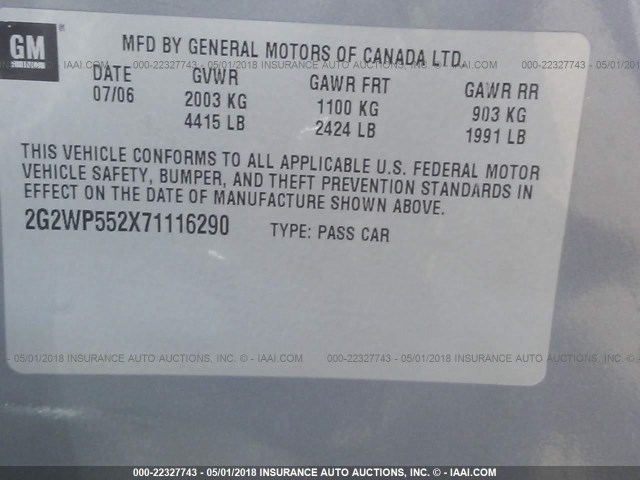 GM
MFD BY GENERAL MOTORS OF CANADA LTD.
DATE GVWR GAWR FRT GAWR RR
07/06 2003 KG 1100 KG 903 KG
4415 LB 2424 LB 1991 LB
THIS VEHICLE CONFORMS TO ALL APPLICABLE U.S. FEDERAL MOTOR
VEHICLE SAFETY, BUMPER, AND THEFT PREVENTION STANDARDS IN
EFFECT ON THE DATE OF MANUFACTURE SHOWN ABOVE.
2G2WP552X71116290 TYPE: PASS CAR
000-22327743 - 05/01/2018 INSURANCE AUTO AUCTIONS, INC. © - IAAI.COM